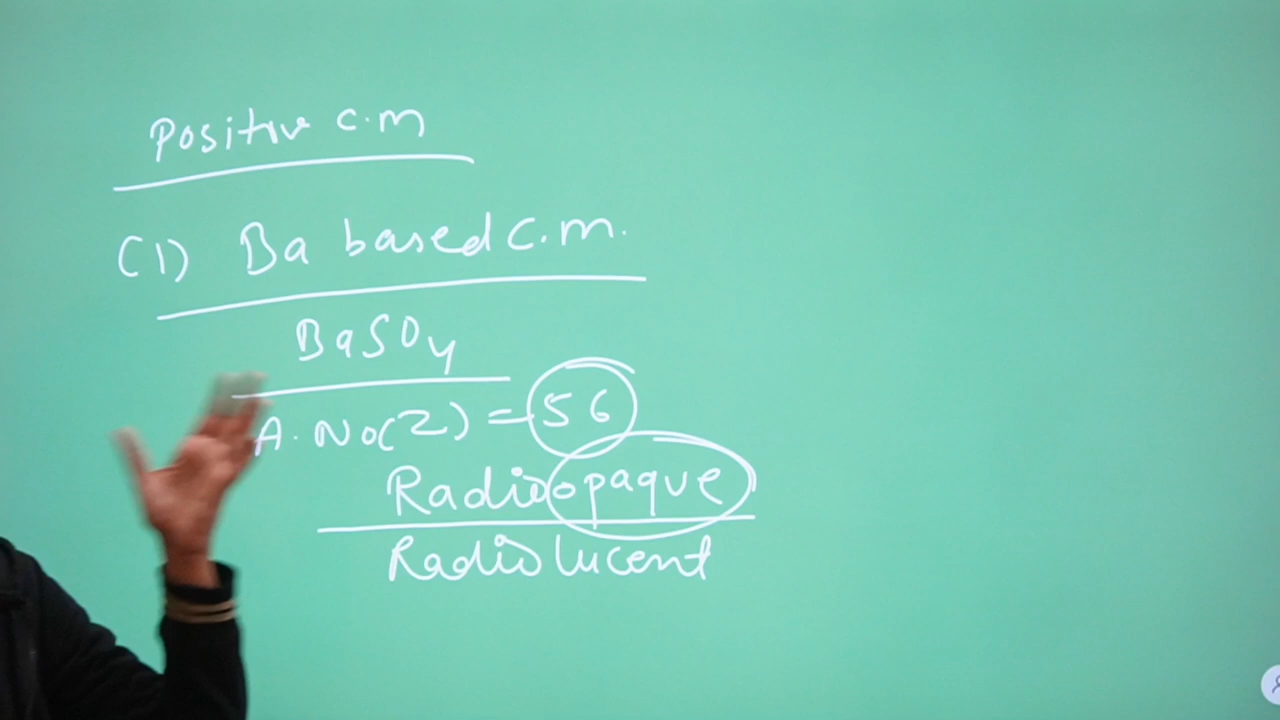 Positive c.m
(1) Ba based c.m.
BaSO4
A. No(Z) = 56
Radioopaque
Radiolucent